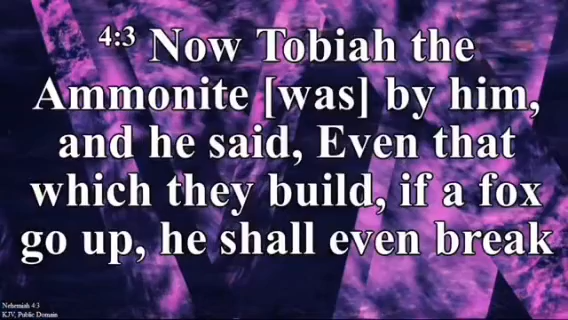 4:3 Now Tobiah the
Ammonite [was] by him,
and he said, Even that
which they build, if a fox
go up, he shall even break
Nehemiah 4:3
KJV, Public Domain